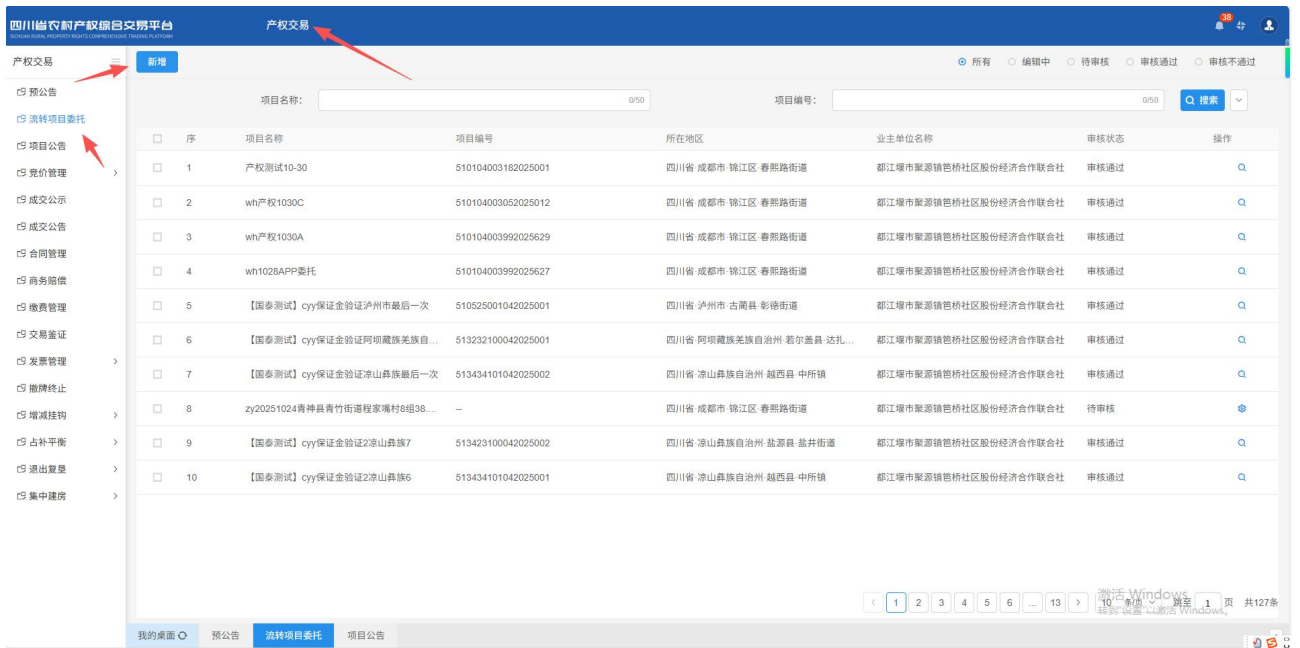 四川省农村产权综合交易平台 产权交易 38
SICHUAN RURAL PROPERTY RIGHTS COMPREHENSIVE TRADING PLATFORM
产权交易 新增 所有 编辑中 待审核 审核通过 审核不通过
预公告
项目名称: 0/50 项目编号: 0/50 搜索
流转项目委托
项目公告
竞价管理
成交公示
成交公告
合同管理
商务赔偿
缴费管理
交易鉴证
发票管理
撤牌终止
增减挂钩
占补平衡
退出复垦
集中建房
序 项目名称 项目编号 所在地区 业主单位名称 审核状态 操作
1 产权测试10-30 510104003182025001 四川省·成都市·锦江区·春熙路街道 都江堰市聚源镇笆桥社区股份经济合作联合社 审核通过
2 wh产权1030C 510104003052025012 四川省·成都市·锦江区·春熙路街道 都江堰市聚源镇笆桥社区股份经济合作联合社 审核通过
3 wh产权1030A 510104003992025629 四川省·成都市·锦江区·春熙路街道 都江堰市聚源镇笆桥社区股份经济合作联合社 审核通过
4 wh1028APP委托 510104003992025627 四川省·成都市·锦江区·春熙路街道 都江堰市聚源镇笆桥社区股份经济合作联合社 审核通过
5 【国泰测试】cyy保证金验证泸州市最后一次 510525001042025001 四川省·泸州市·古蔺县·彰德街道 都江堰市聚源镇笆桥社区股份经济合作联合社 审核通过
6 【国泰测试】cyy保证金验证阿坝藏族羌族自... 513232100042025001 四川省·阿坝藏族羌族自治州·若尔盖县·达扎... 都江堰市聚源镇笆桥社区股份经济合作联合社 审核通过
7 【国泰测试】cyy保证金验证凉山彝族最后一次 513434101042025002 四川省·凉山彝族自治州·越西县·中所镇 都江堰市聚源镇笆桥社区股份经济合作联合社 审核通过
8 zy20251024青神县青竹街道程家嘴村8组38.... -- 四川省·成都市·锦江区·春熙路街道 都江堰市聚源镇笆桥社区股份经济合作联合社 待审核
9 【国泰测试】cyy保证金验证2凉山彝族7 513423100042025002 四川省·凉山彝族自治州·盐源县·盐井街道 都江堰市聚源镇笆桥社区股份经济合作联合社 审核通过
10 【国泰测试】cyy保证金验证2凉山彝族6 513434101042025001 四川省·凉山彝族自治州·越西县·中所镇 都江堰市聚源镇笆桥社区股份经济合作联合社 审核通过
激活 Windows
1 2 3 4 5 6 ... 13 10 条/页 跳至 1 页 共127条
转到"设置"以激活 Windows。
我的桌面 预公告 流转项目委托 项目公告